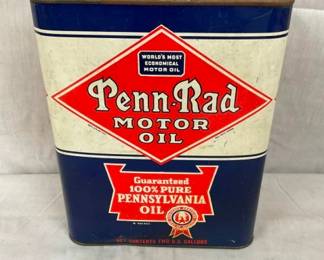 WORLD'S MOST
ECONOMICAL
MOTOR OIL
Penn-Rad
MOTOR
OIL
Guaranteed
100% PURE
PENNSYLVANIA
OIL
NET CONTENTS TWO U.S. GALLONS